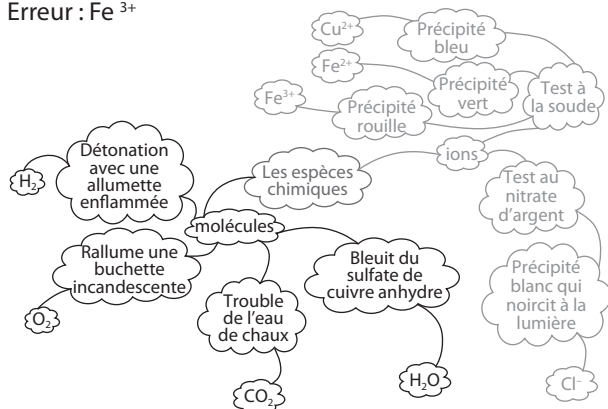 Erreur : Fe 3+
Cu2+
Précipité
bleu
Fe2+
Précipité
vert
Fe3+
Précipité
rouille
Test à
la soude
ions
Les espèces
chimiques
Test au
nitrate
d'argent
Précipité
blanc qui
noircit à la
lumière
Cl–
molécules
Détonation
avec une
allumette
enflammée
H2
Rallume une
buchette
incandescente
O2
Trouble
de l'eau
de chaux
CO2
Bleuit du
sulfate de
cuivre anhydre
H2O